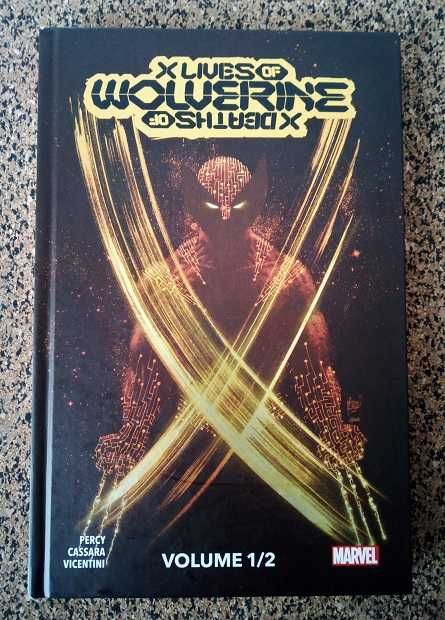 X LIVES OF
WOLVERINE
X DEATHS OF
PERCY
CASSARA
VICENTINI
VOLUME 1/2
MARVEL